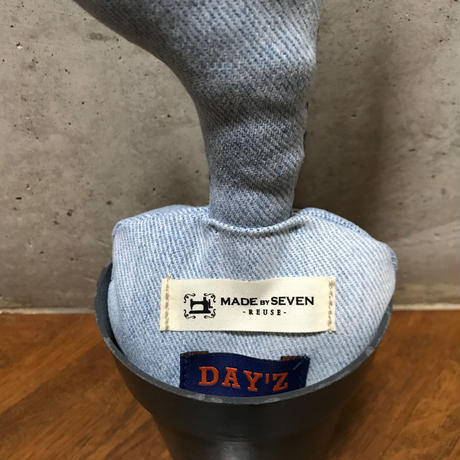 MADE BY SEVEN
- REUSE -
DAY'Z